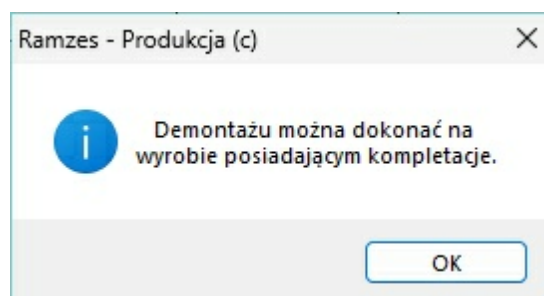 Ramzes - Produkcja (c)
Demontażu można dokonać na
wyrobie posiadającym kompletacje.
OK